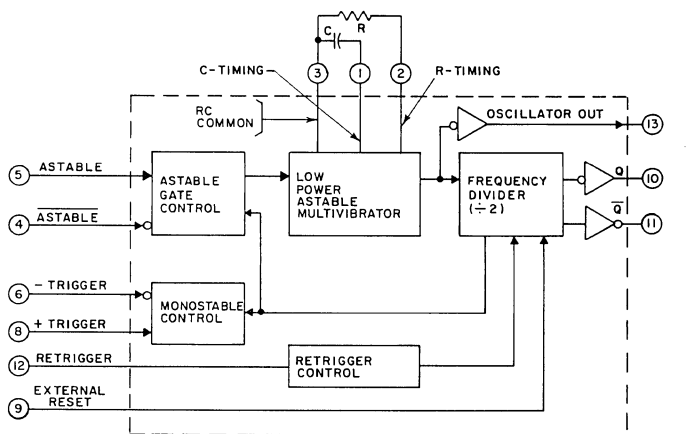 R
C
3
1
2
C-TIMING
R-TIMING
RC
COMMON
OSCILLATOR OUT
13
5
ASTABLE
ASTABLE
GATE
CONTROL
LOW
POWER
ASTABLE
MULTIVIBRATOR
FREQUENCY
DIVIDER
(÷2)
Q
10
4
A̅S̅T̅A̅B̅L̅E̅
Q̅
11
6
- TRIGGER
MONOSTABLE
CONTROL
8
+ TRIGGER
12
RETRIGGER
RETRIGGER
CONTROL
9
EXTERNAL
RESET